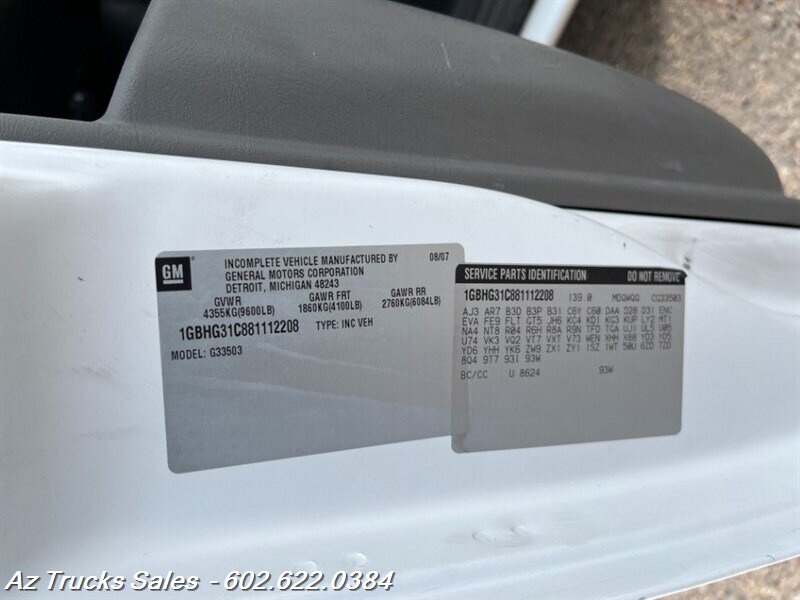 GM
INCOMPLETE VEHICLE MANUFACTURED BY 08/07
GENERAL MOTORS CORPORATION
DETROIT, MICHIGAN 48243
GVWR GAWR FRT GAWR RR
4355KG(9600LB) 1860KG(4100LB) 2760KG(6084LB)
1GBHG31C881112208 TYPE: INC VEH
MODEL: G33503
SERVICE PARTS IDENTIFICATION DO NOT REMOVE
1GBHG31C881112208 139.0 MDQWQQ CG33503
AJ3 AR7 B3D B3P B31 C6Y C60 DAA D28 D31 ENC
EVA FE9 FLT GT5 JH6 KC4 KD1 KG3 KUP LY2 MT1
NA4 NT8 R04 R6H R8A R9N TFD TGA UJ1 UL5 U05
U74 VK3 VQ2 VT7 VXT V73 WEN XHH X88 YD3 YD5
YD6 YHH YK6 ZW9 ZX1 ZY1 1SZ 1WT 50U 6ZD 7ZD
8Q4 9T7 93I 93W
BC/CC U 8624 93W
Az Trucks Sales - 602.622.0384